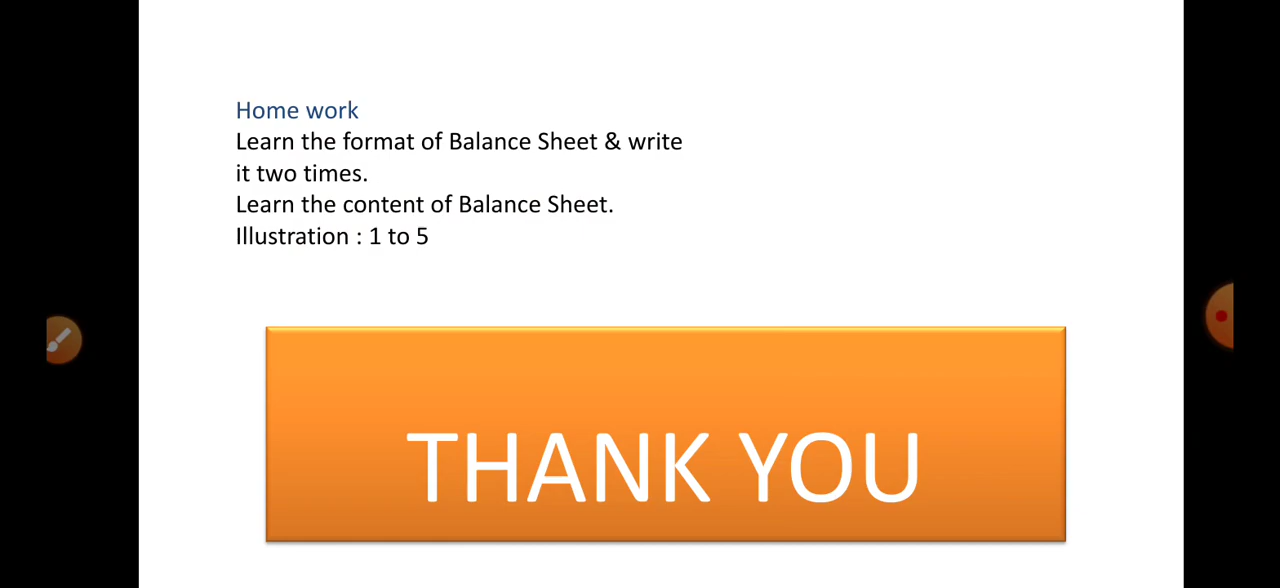 Home work
Learn the format of Balance Sheet & write
it two times.
Learn the content of Balance Sheet.
Illustration : 1 to 5
THANK YOU